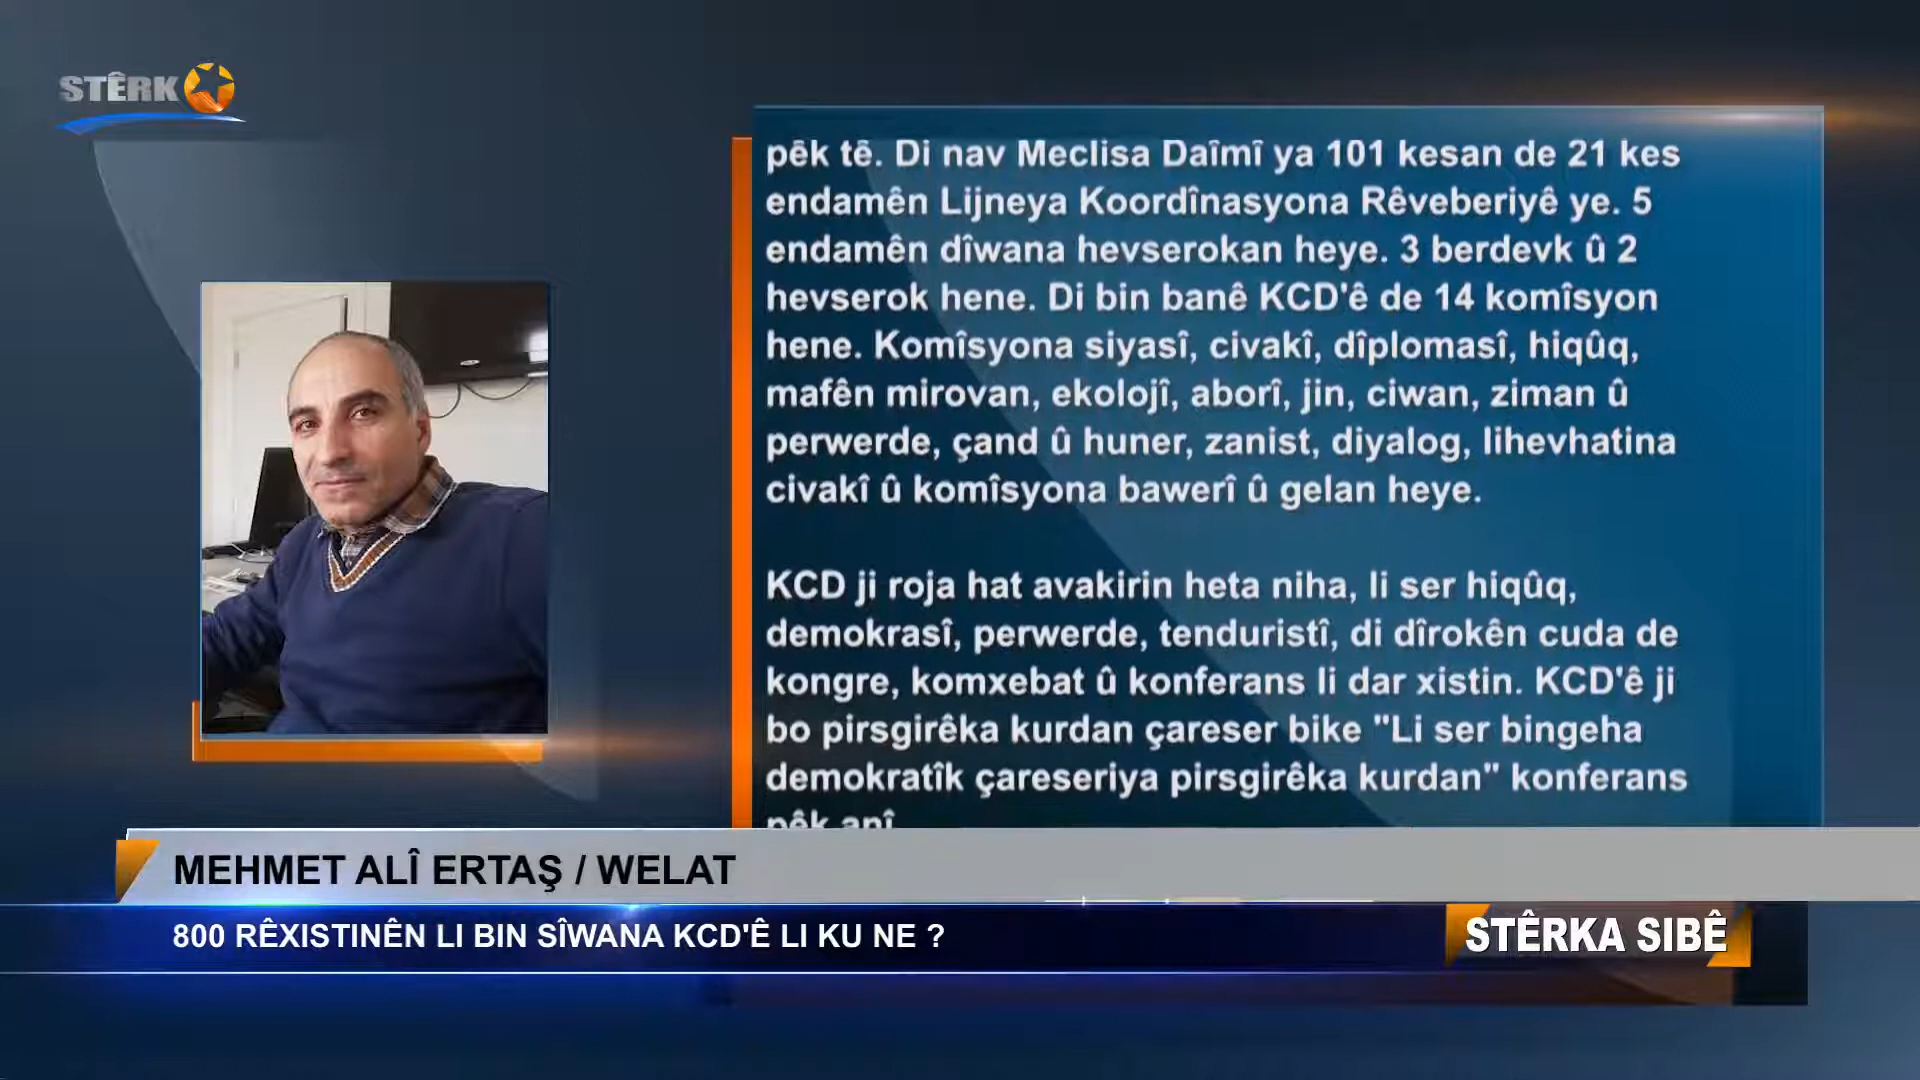 STÊRK
pêk tê. Di nav Meclisa Daîmî ya 101 kesan de 21 kes
endamên Lijneya Koordînasyona Rêveberiyê ye. 5
endamên dîwana hevserokan heye. 3 berdevk û 2
hevserok hene. Di bin banê KCD'ê de 14 komîsyon
hene. Komîsyona siyasî, civakî, dîplomasî, hiqûq,
mafên mirovan, ekolojî, aborî, jin, ciwan, ziman û
perwerde, çand û huner, zanist, diyalog, lihevhatina
civakî û komîsyona bawerî û gelan heye.
KCD ji roja hat avakirin heta niha, li ser hiqûq,
demokrasî, perwerde, tenduristî, di dîrokên cuda de
kongre, komxebat û konferans li dar xistin. KCD'ê ji
bo pirsgirêka kurdan çareser bike "Li ser bingeha
demokratîk çareseriya pirsgirêka kurdan" konferans
pêk anî
MEHMET ALÎ ERTAŞ / WELAT
800 RÊXISTINÊN LI BIN SÎWANA KCD'Ê LI KU NE ?
STÊRKA SIBÊ